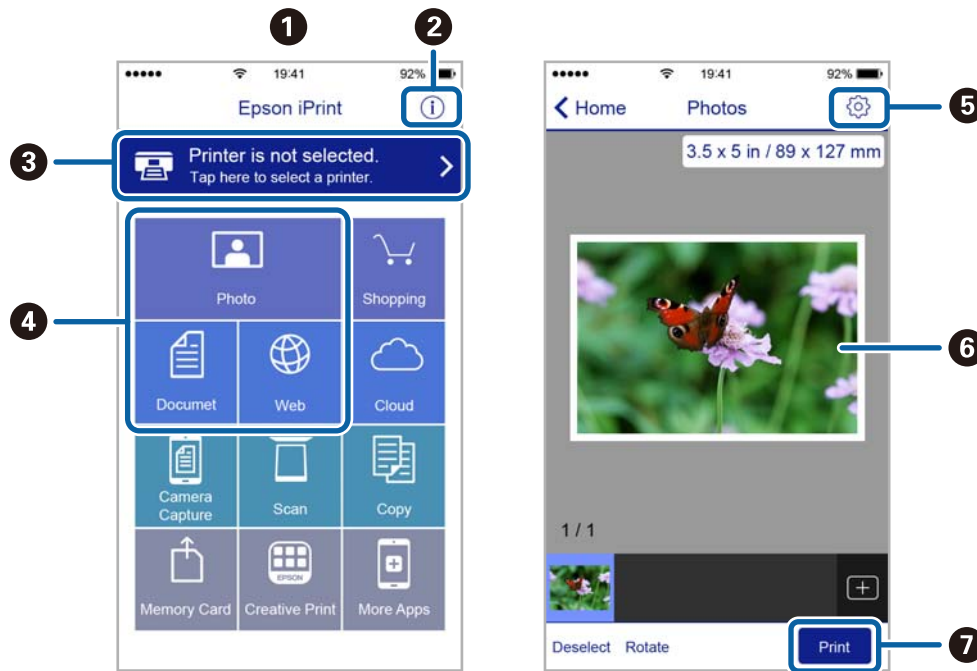 1
2
19:41
92%
Epson iPrint
3
Printer is not selected.
Tap here to select a printer.
4
Photo
Shopping
Documet
Web
Cloud
Camera
Capture
Scan
Copy
Memory Card
EPSON
Creative Print
More Apps
19:41
92%
Home
Photos
5
3.5 x 5 in / 89 x 127 mm
6
1 / 1
Deselect Rotate
Print
7